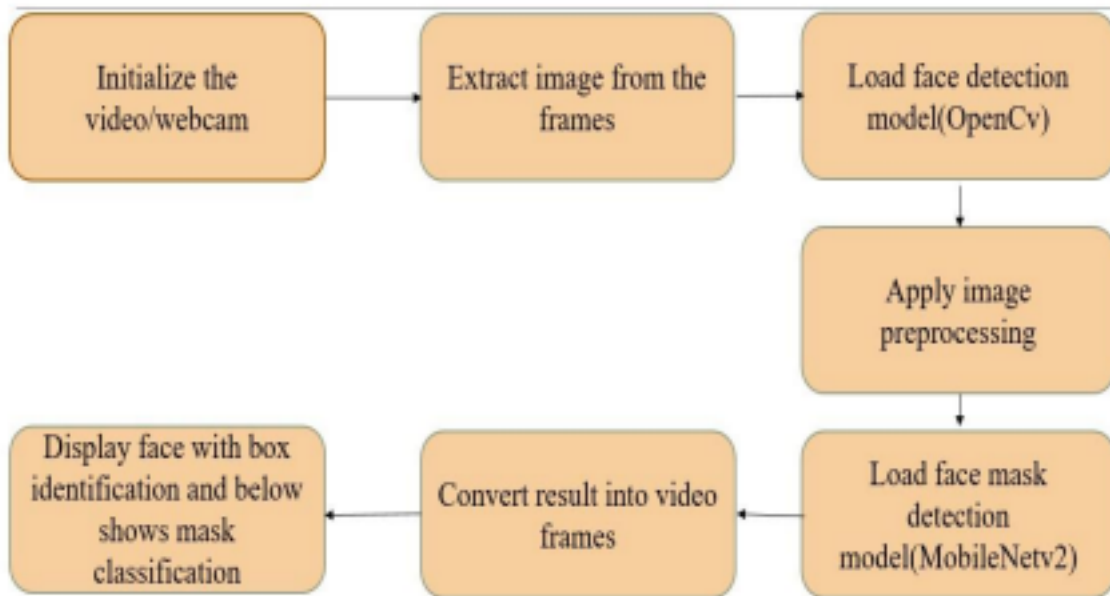 Initialize the
video/webcam
Extract image from the
frames
Load face detection
model(OpenCv)
Apply image
preprocessing
Load face mask
detection
model(MobileNetv2)
Convert result into video
frames
Display face with box
identification and below
shows mask
classification